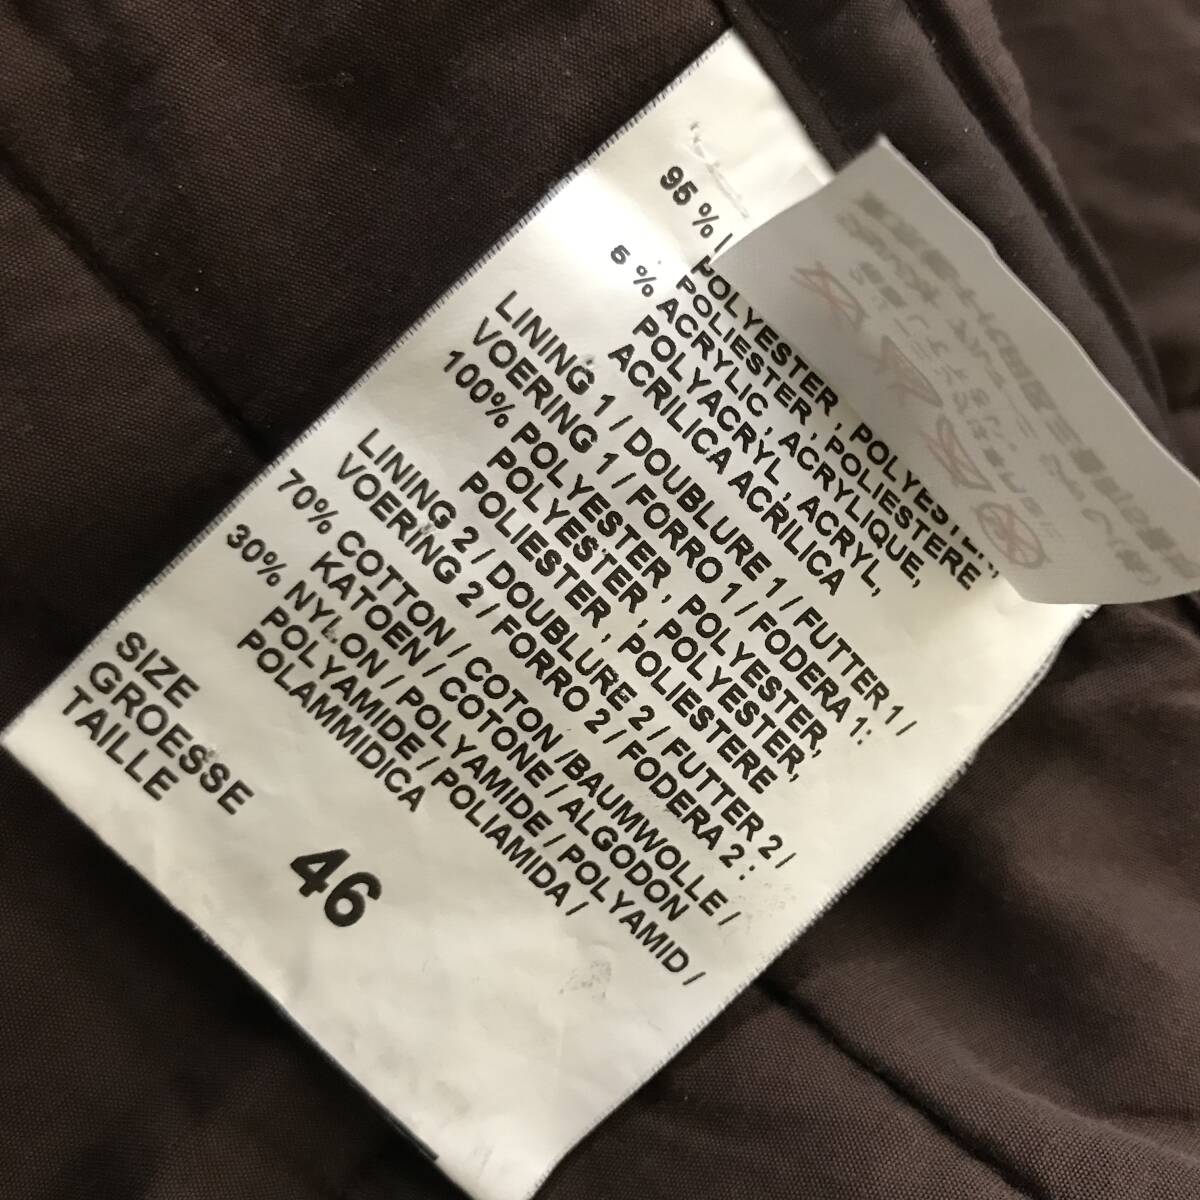 95 %
POLYESTER , POLYESTER,
POLIESTER , POLIESTERE
5 % ACRYLIC , ACRYLIQUE,
POLYACRYL , ACRYL,
ACRILICA ACRILICA
LINING 1 / DOUBLURE 1 / FUTTER 1 /
VOERING 1 / FORRO 1 / FODERA 1:
100% POLYESTER , POLYESTER,
POLYESTER , POLYESTER,
POLIESTER , POLIESTERE
LINING 2 / DOUBLURE 2 / FUTTER 2 /
VOERING 2 / FORRO 2 / FODERA 2 :
70% COTTON / COTON /BAUMWOLLE /
KATOEN / COTONE / ALGODON
30% NYLON / POLYAMIDE / POLYAMID /
POLYAMIDE / POLIAMIDA /
POLAMMIDICA
SIZE
GROESSE
TAILLE
46